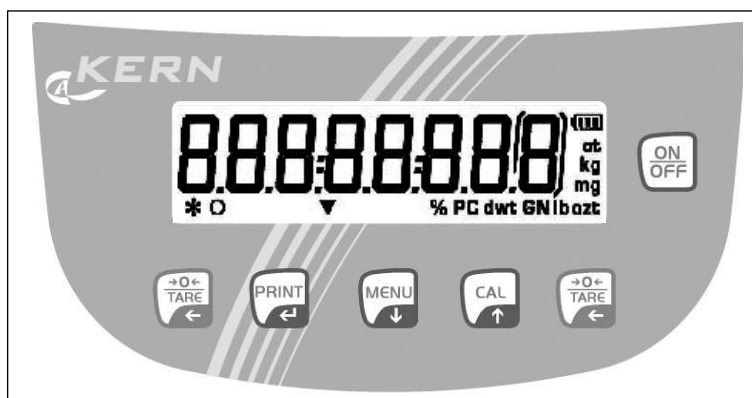 KERN
8.8.8:8.8:8.8.(8)
at
kg
mg
* O ▼ % PC dwt GN lb ozt
ON
OFF
→0←
TARE
←
PRINT
↵
MENU
↓
CAL
↑
→0←
TARE
←